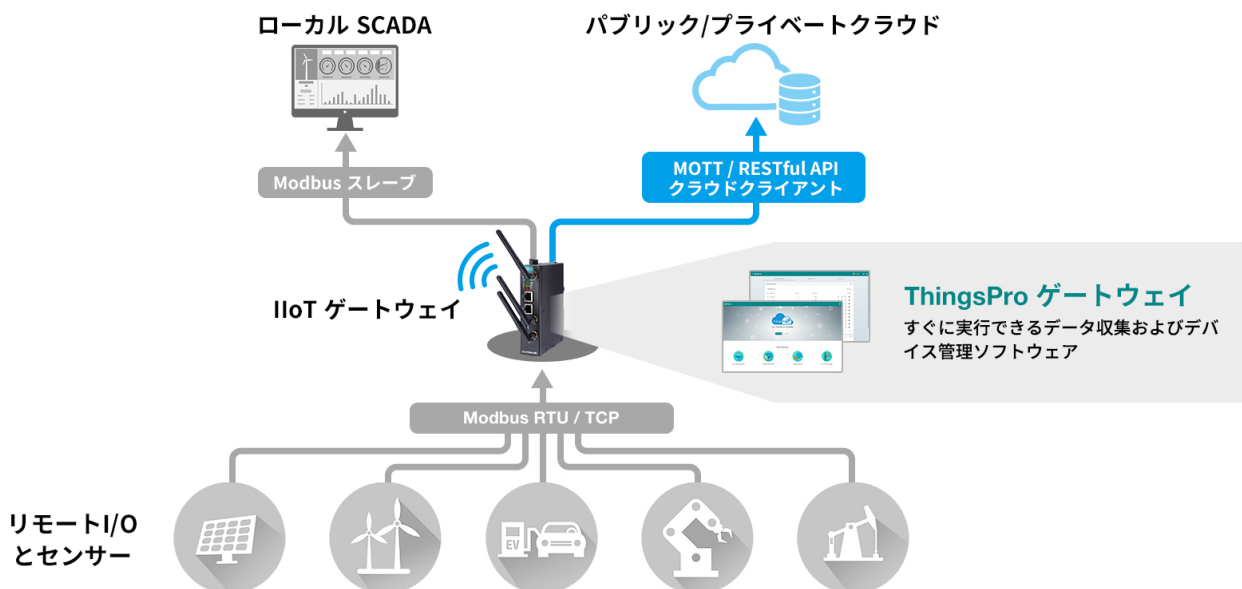 ローカル SCADA
パブリック/プライベートクラウド
Modbus スレーブ
MOTT / RESTful API
クラウドクライアント
IIoT ゲートウェイ
ThingsPro ゲートウェイ
すぐに実行できるデータ収集およびデバ
イス管理ソフトウェア
Modbus RTU / TCP
リモートI/O
とセンサー
EV